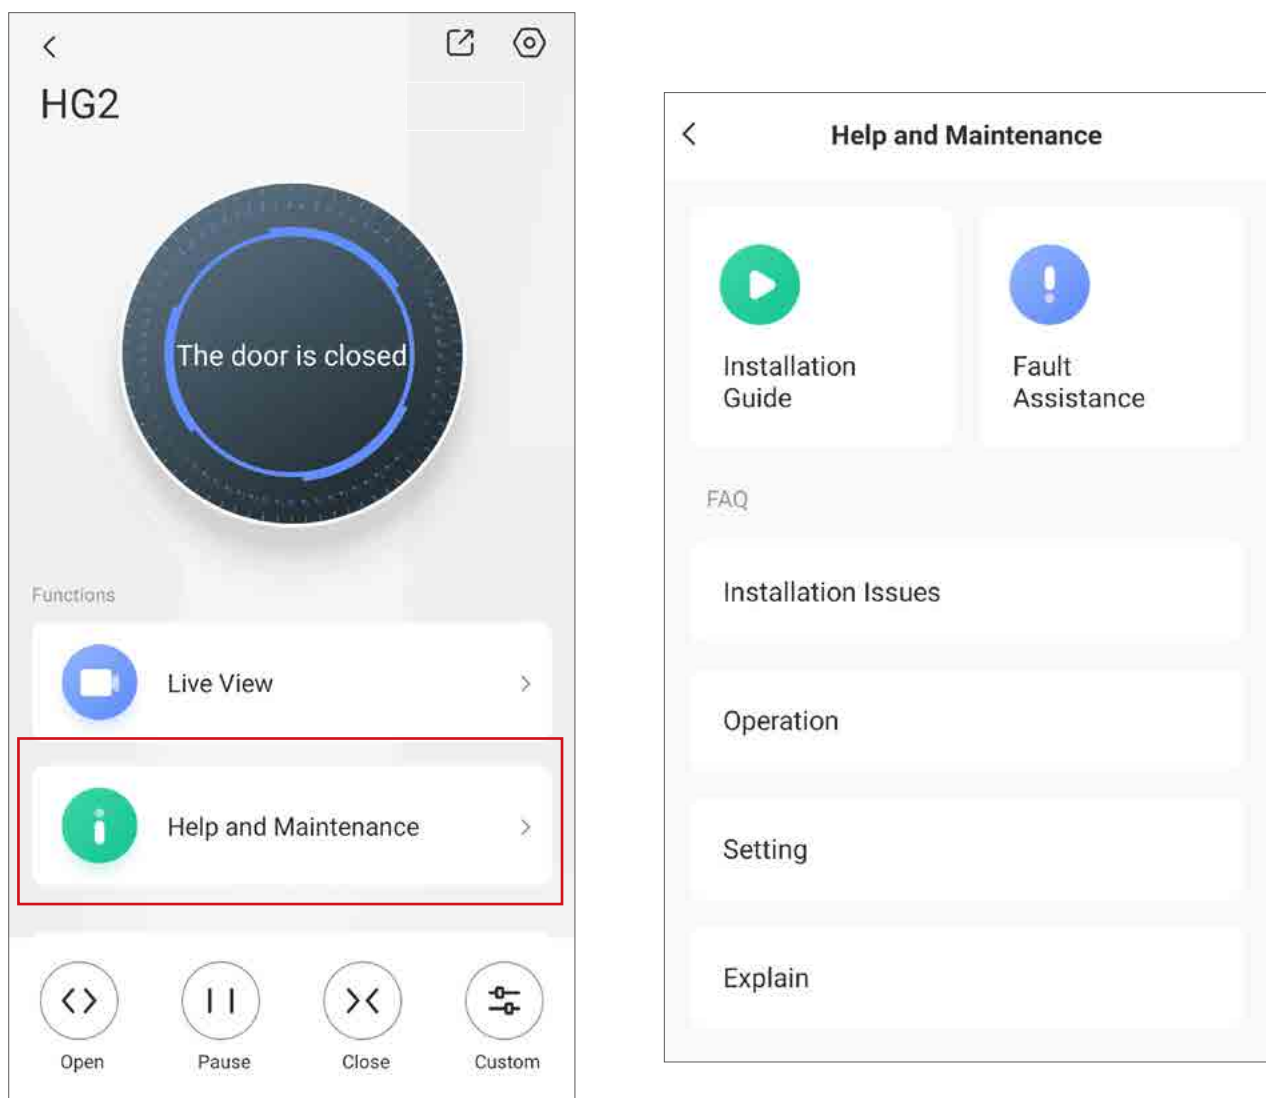 HG2
The door is closed
Functions
Live View
Help and Maintenance
Open
Pause
Close
Custom
Help and Maintenance
Installation
Guide
Fault
Assistance
FAQ
Installation Issues
Operation
Setting
Explain